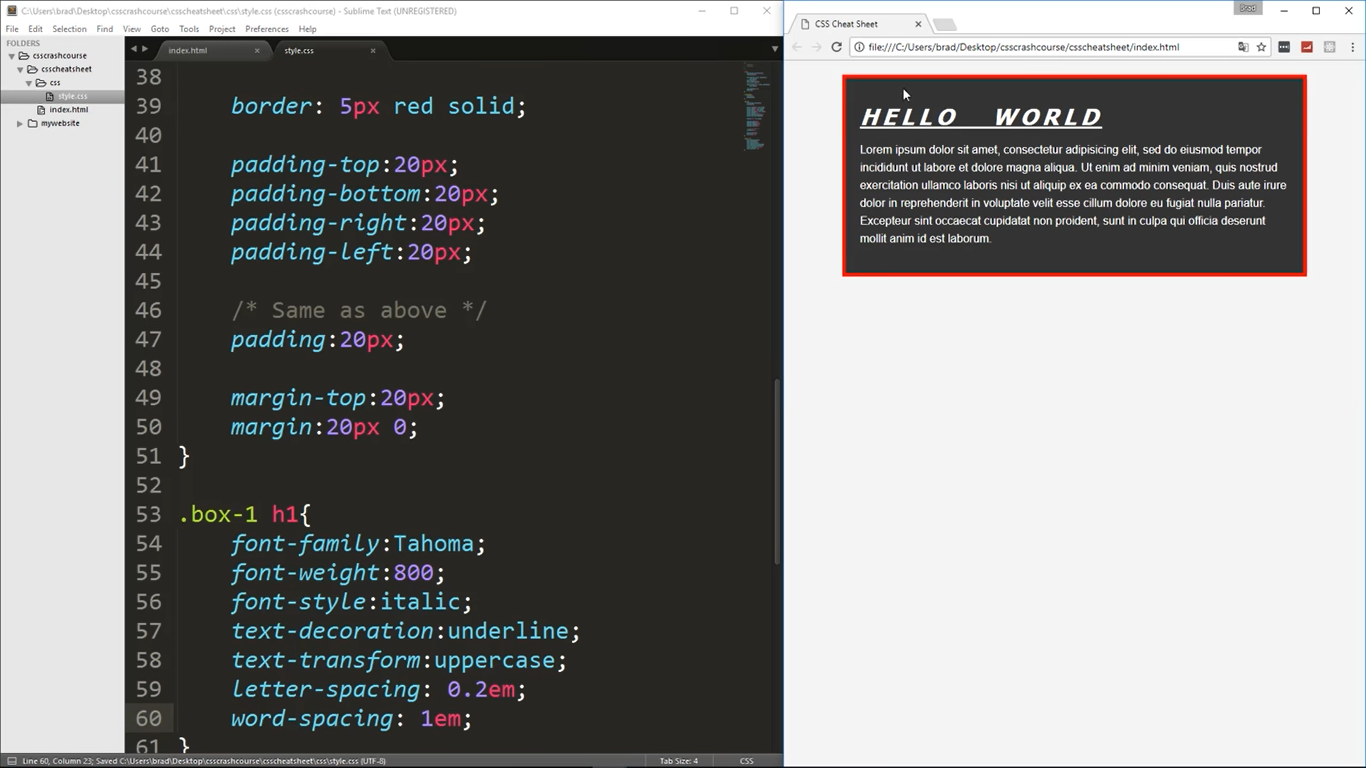 C:\Users\brad\Desktop\csscrashcourse\csscheatsheet\css\style.css (csscrashcourse) - Sublime Text (UNREGISTERED)
File Edit Selection Find View Goto Tools Project Preferences Help
FOLDERS
csscrashcourse
csscheatsheet
css
style.css
index.html
mywebsite
index.html
style.css
38
39 border: 5px red solid;
40
41 padding-top:20px;
42 padding-bottom:20px;
43 padding-right:20px;
44 padding-left:20px;
45
46 /* Same as above */
47 padding:20px;
48
49 margin-top:20px;
50 margin:20px 0;
51 }
52
53 .box-1 h1{
54 font-family:Tahoma;
55 font-weight:800;
56 font-style:italic;
57 text-decoration:underline;
58 text-transform:uppercase;
59 letter-spacing: 0.2em;
60 word-spacing: 1em;
61 }
Line 60, Column 23; Saved C:\Users\brad\Desktop\csscrashcourse\csscheatsheet\css\style.css (UTF-8)
Tab Size: 4
CSS
Brad
CSS Cheat Sheet
file:///C:/Users/brad/Desktop/csscrashcourse/csscheatsheet/index.html
HELLO WORLD
Lorem ipsum dolor sit amet, consectetur adipisicing elit, sed do eiusmod tempor
incididunt ut labore et dolore magna aliqua. Ut enim ad minim veniam, quis nostrud
exercitation ullamco laboris nisi ut aliquip ex ea commodo consequat. Duis aute irure
dolor in reprehenderit in voluptate velit esse cillum dolore eu fugiat nulla pariatur.
Excepteur sint occaecat cupidatat non proident, sunt in culpa qui officia deserunt
mollit anim id est laborum.